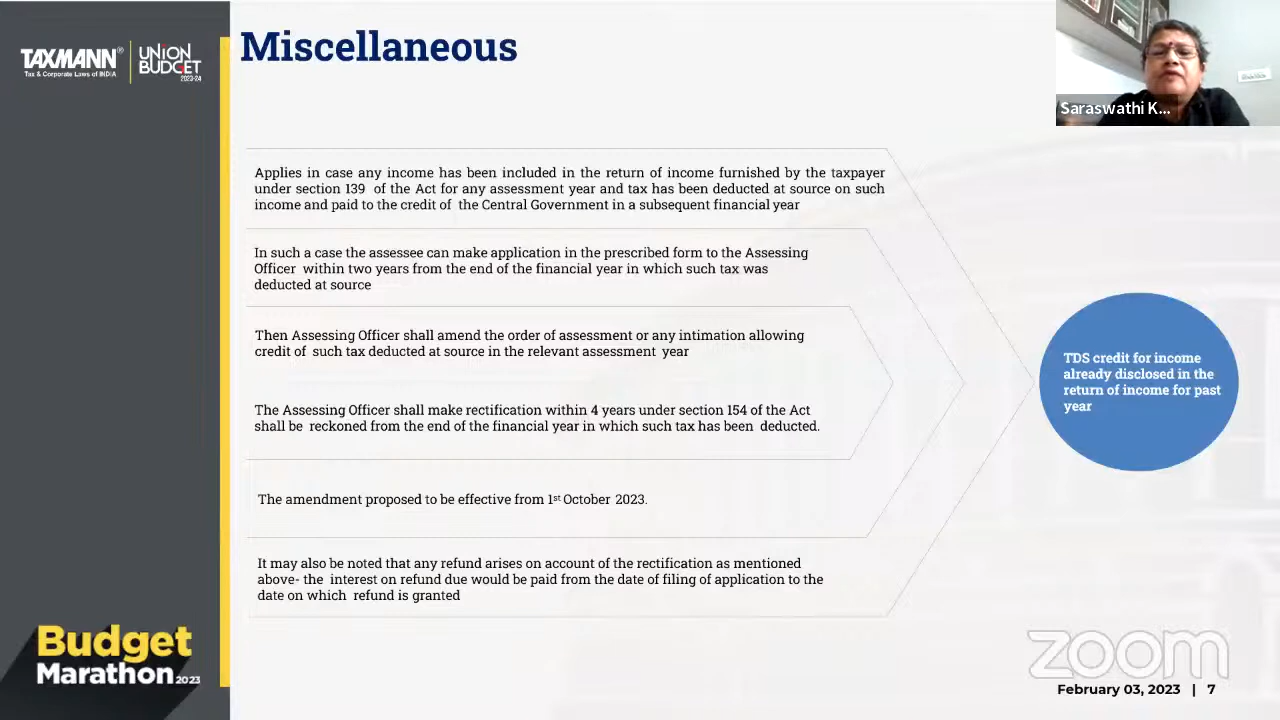 TAXMANN®
Tax & Corporate Laws of INDIA
UNION
BUDGET
2023-24
Miscellaneous
Saraswathi K...
Applies in case any income has been included in the return of income furnished by the taxpayer
under section 139 of the Act for any assessment year and tax has been deducted at source on such
income and paid to the credit of the Central Government in a subsequent financial year
In such a case the assessee can make application in the prescribed form to the Assessing
Officer within two years from the end of the financial year in which such tax was
deducted at source
Then Assessing Officer shall amend the order of assessment or any intimation allowing
credit of such tax deducted at source in the relevant assessment year
The Assessing Officer shall make rectification within 4 years under section 154 of the Act
shall be reckoned from the end of the financial year in which such tax has been deducted.
The amendment proposed to be effective from 1st October 2023.
It may also be noted that any refund arises on account of the rectification as mentioned
above- the interest on refund due would be paid from the date of filing of application to the
date on which refund is granted
TDS credit for income
already disclosed in the
return of income for past
year
Budget
Marathon 2023
zoom
February 03, 2023 | 7